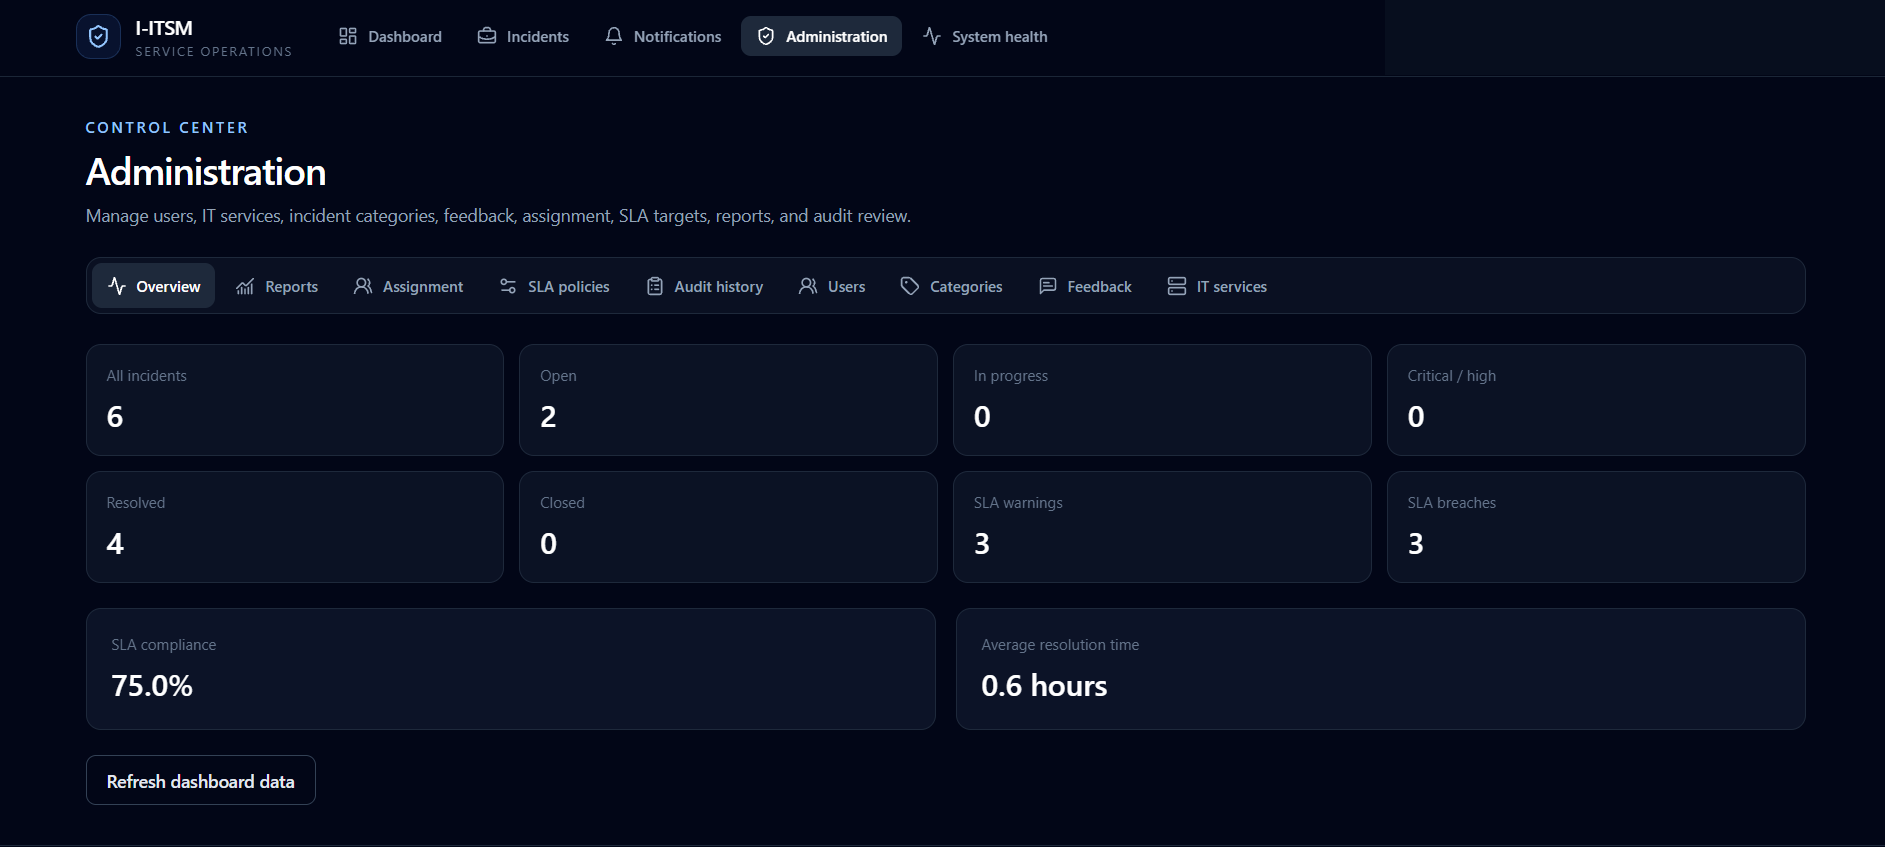 I-ITSM
SERVICE OPERATIONS
Dashboard
Incidents
Notifications
Administration
System health
CONTROL CENTER
Administration
Manage users, IT services, incident categories, feedback, assignment, SLA targets, reports, and audit review.
Overview
Reports
Assignment
SLA policies
Audit history
Users
Categories
Feedback
IT services
All incidents
6
Open
2
In progress
0
Critical / high
0
Resolved
4
Closed
0
SLA warnings
3
SLA breaches
3
SLA compliance
75.0%
Average resolution time
0.6 hours
Refresh dashboard data